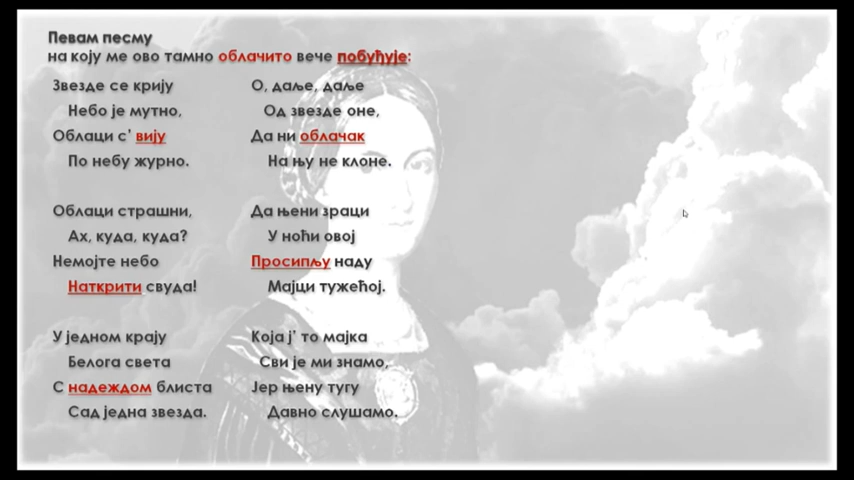 Певам песму
на коју ме ово тамно облачито вече побуђује:
Звезде се крију
Небо је мутно,
Облаци с' вију
По небу журно.
Облаци страшни,
Ах, куда, куда?
Немојте небо
Наткрити свуда!
У једном крају
Белога света
С надеждом блиста
Сад једна звезда.
О, даље, даље
Од звезде оне,
Да ни облачак
На њу не клоне.
Да њени зраци
У ноћи овој
Просипљу наду
Мајци тужећој.
Која ј' то мајка
Сви је ми знамо,
Јер њену тугу
Давно слушамо.